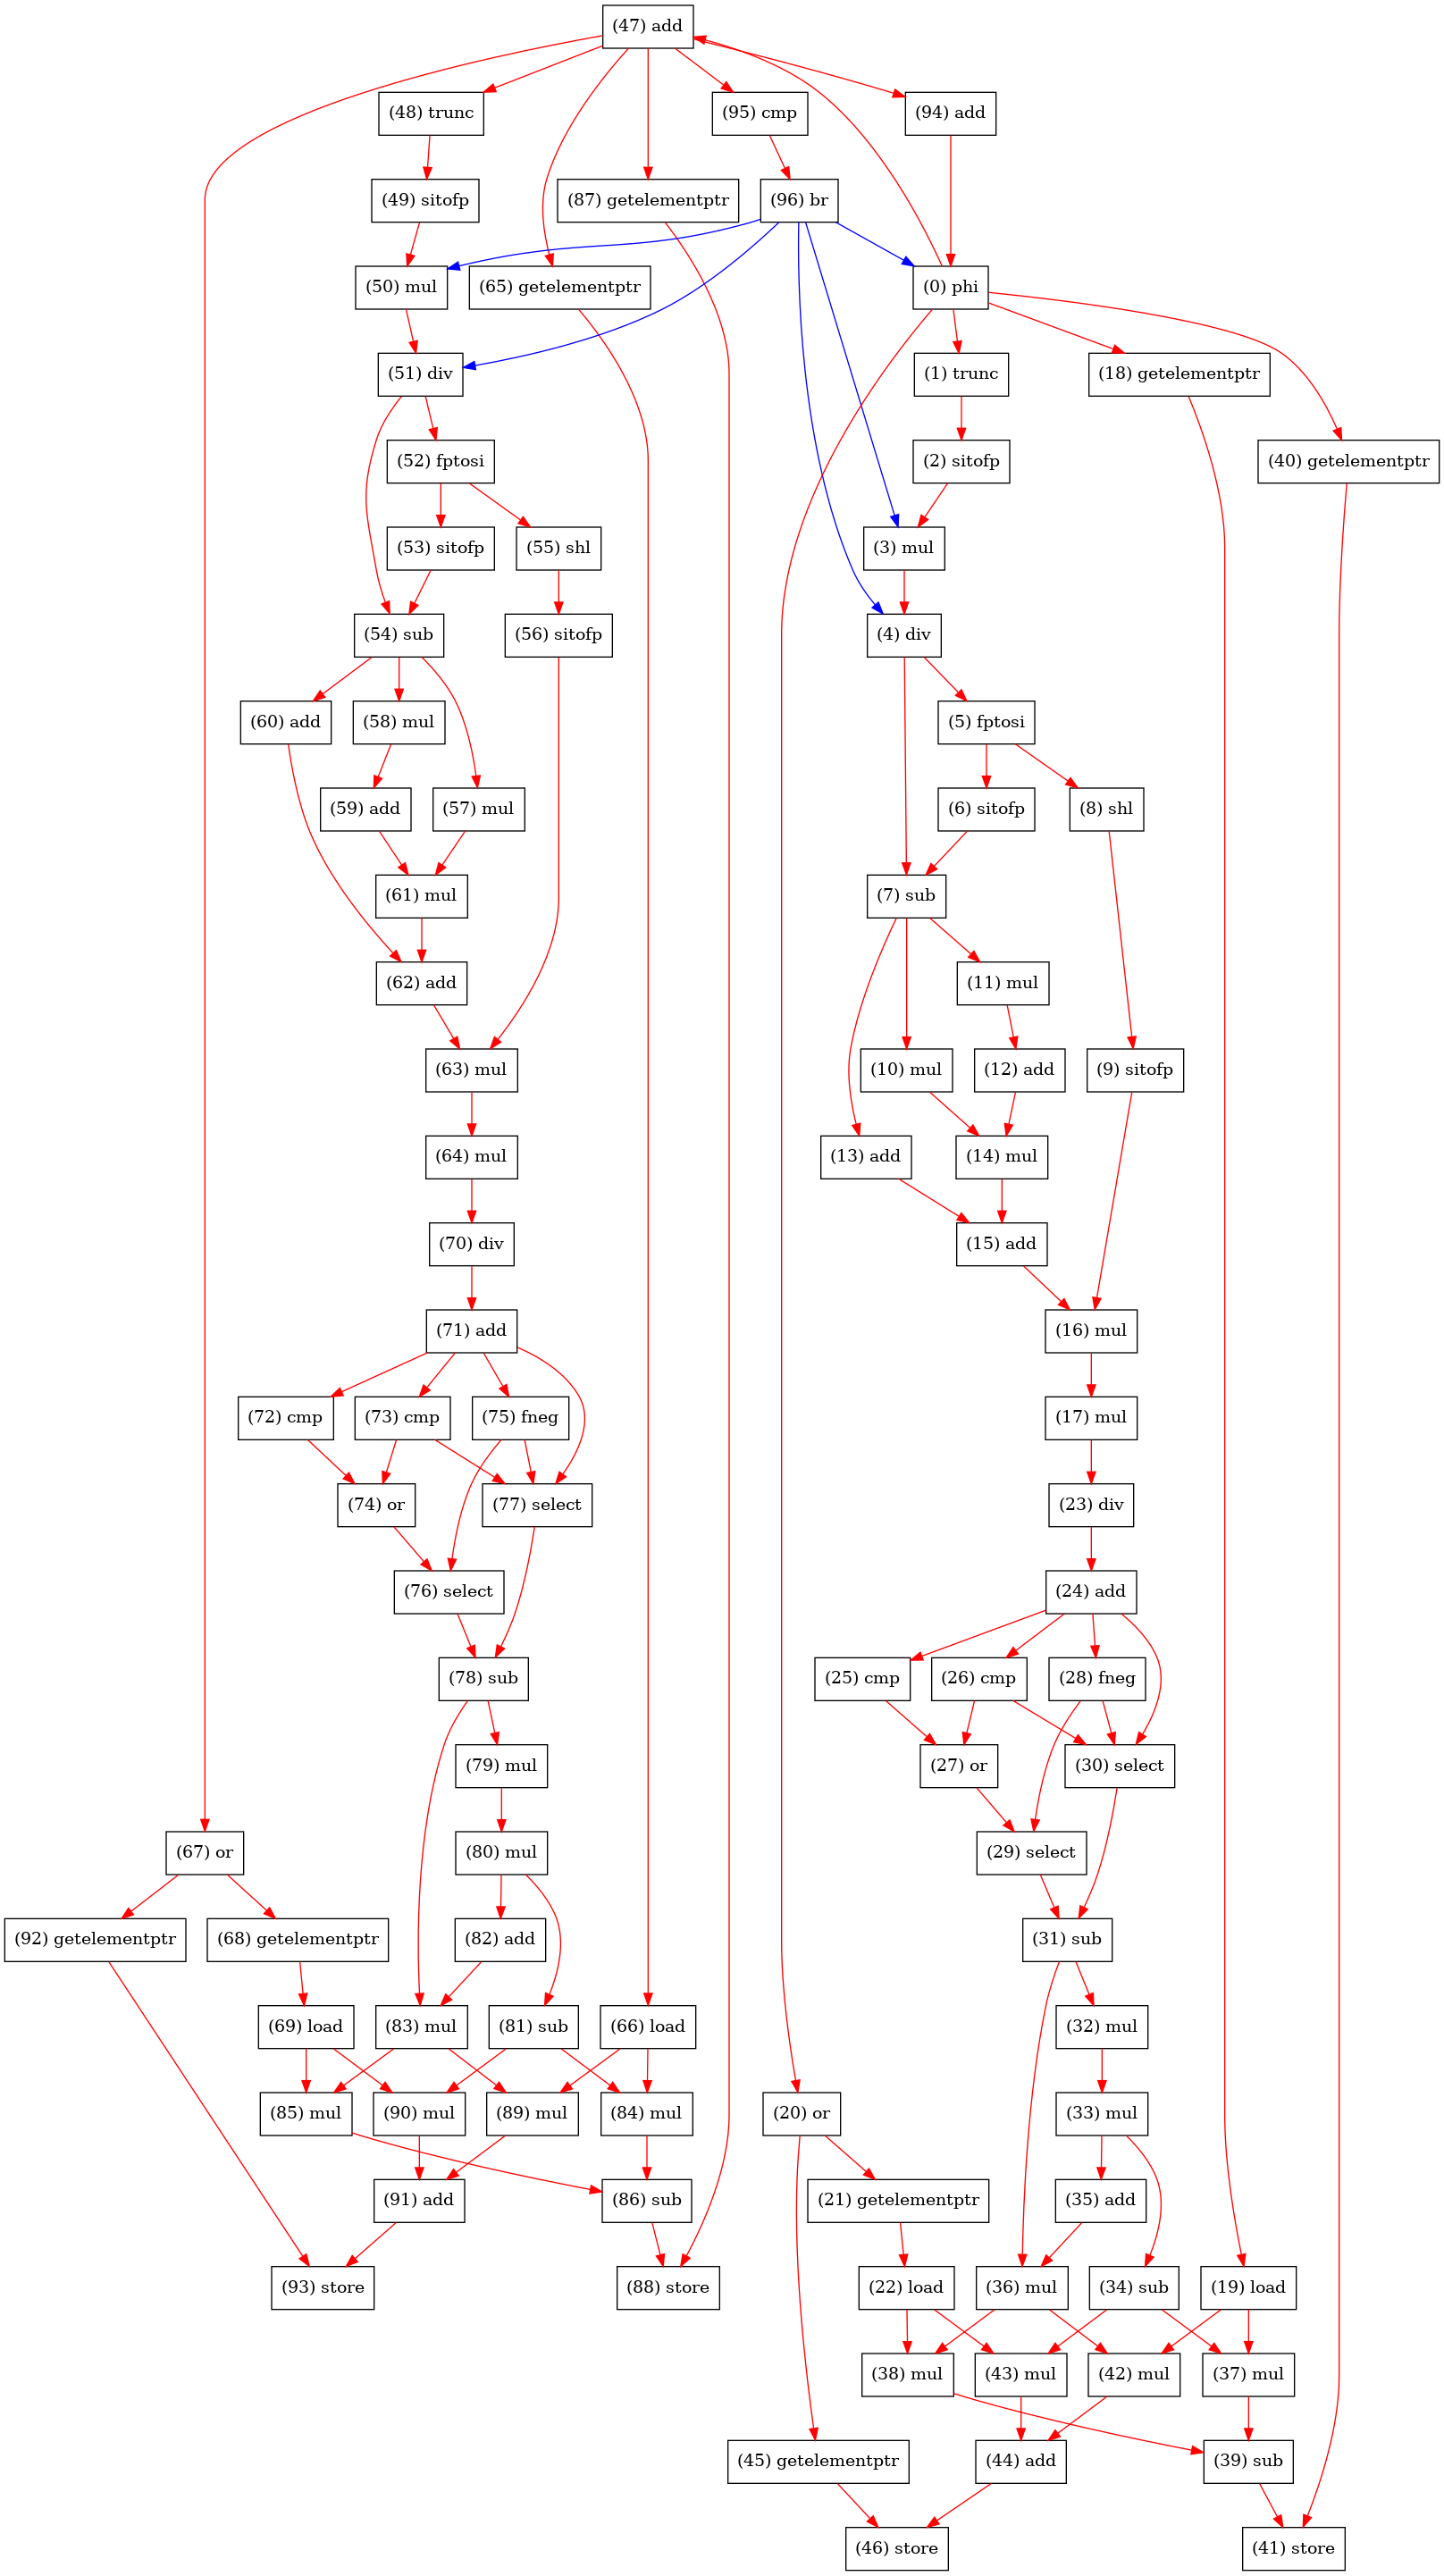 (47) add
(48) trunc
(95) cmp
(94) add
(49) sitofp
(87) getelementptr
(96) br
(50) mul
(65) getelementptr
(0) phi
(51) div
(1) trunc
(18) getelementptr
(52) fptosi
(2) sitofp
(40) getelementptr
(53) sitofp
(55) shl
(3) mul
(54) sub
(56) sitofp
(4) div
(60) add
(58) mul
(5) fptosi
(59) add
(57) mul
(6) sitofp
(8) shl
(61) mul
(7) sub
(62) add
(11) mul
(63) mul
(10) mul
(12) add
(9) sitofp
(64) mul
(13) add
(14) mul
(70) div
(15) add
(71) add
(16) mul
(72) cmp
(73) cmp
(75) fneg
(17) mul
(74) or
(77) select
(23) div
(76) select
(24) add
(78) sub
(25) cmp
(26) cmp
(28) fneg
(79) mul
(27) or
(30) select
(67) or
(80) mul
(29) select
(92) getelementptr
(68) getelementptr
(82) add
(31) sub
(69) load
(83) mul
(81) sub
(66) load
(32) mul
(85) mul
(90) mul
(89) mul
(84) mul
(20) or
(33) mul
(91) add
(86) sub
(21) getelementptr
(35) add
(93) store
(88) store
(22) load
(36) mul
(34) sub
(19) load
(38) mul
(43) mul
(42) mul
(37) mul
(45) getelementptr
(44) add
(39) sub
(46) store
(41) store